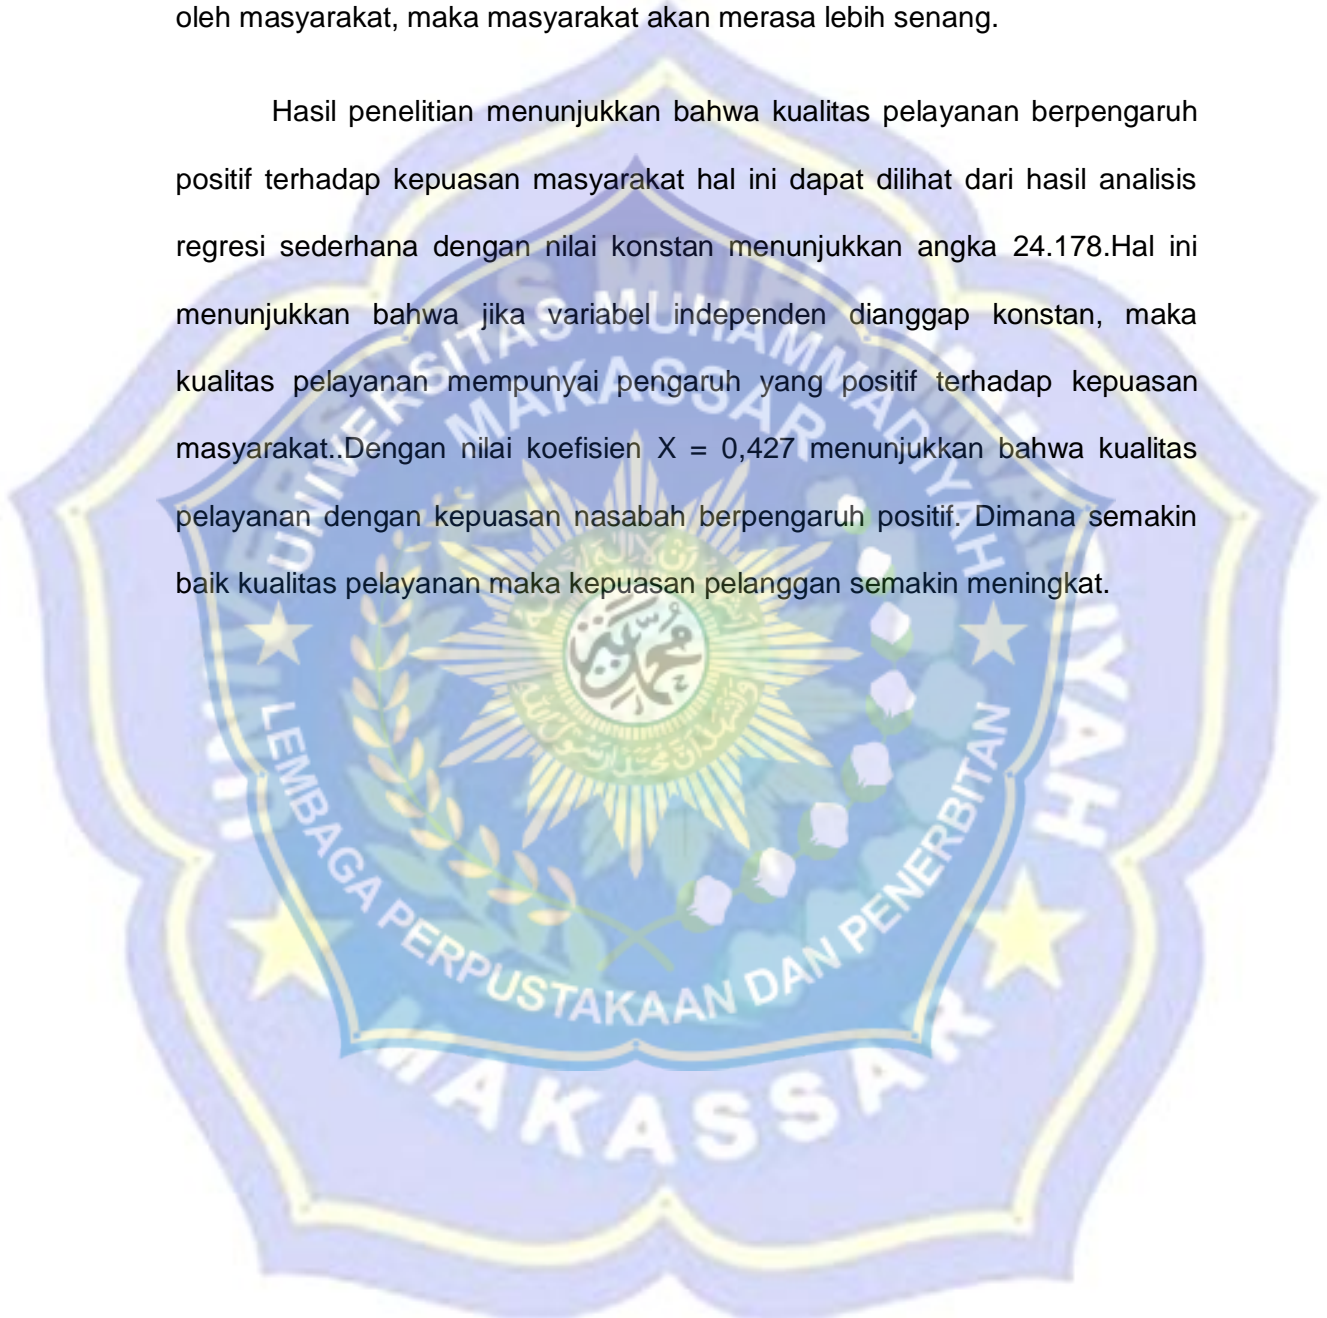 oleh masyarakat, maka masyarakat akan merasa lebih senang.
Hasil penelitian menunjukkan bahwa kualitas pelayanan berpengaruh
positif terhadap kepuasan masyarakat hal ini dapat dilihat dari hasil analisis
regresi sederhana dengan nilai konstan menunjukkan angka 24.178.Hal ini
menunjukkan bahwa jika variabel independen dianggap konstan, maka
kualitas pelayanan mempunyai pengaruh yang positif terhadap kepuasan
masyarakat..Dengan nilai koefisien X = 0,427 menunjukkan bahwa kualitas
pelayanan dengan kepuasan nasabah berpengaruh positif. Dimana semakin
baik kualitas pelayanan maka kepuasan pelanggan semakin meningkat.
UNIVERSITAS MUHAMMADIYAH
MAKASSAR
LEMBAGA PERPUSTAKAAN DAN PENERBITAN
MAKASSAR